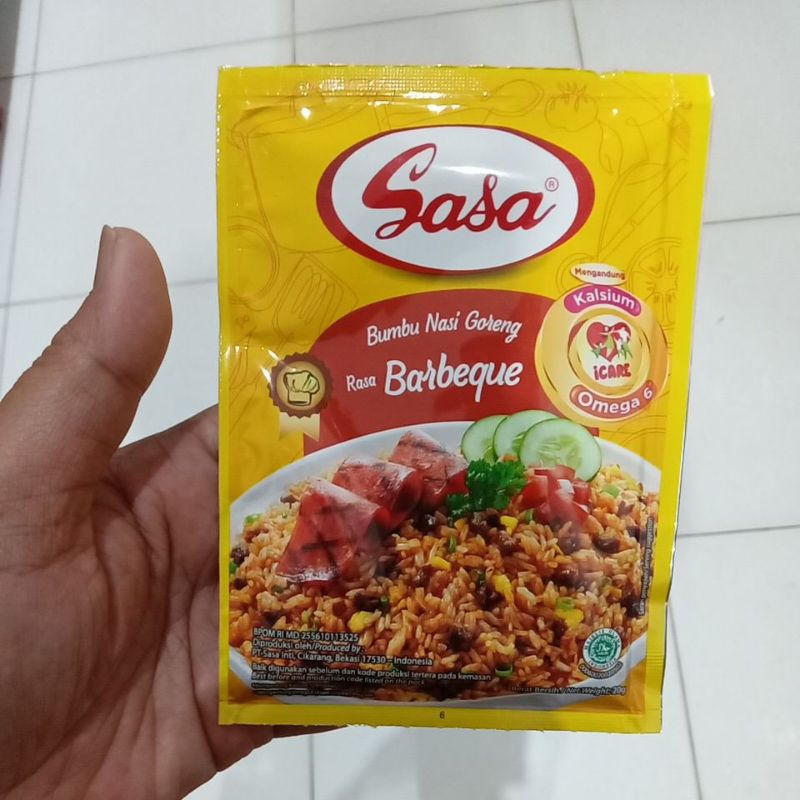 Sasa®
Mengandung
Kalsium
iCARE
Omega 6
Bumbu Nasi Goreng
Rasa Barbeque
BPOM RI MD 255610113525
Diproduksi oleh/Produced by:
PT Sasa Inti, Cikarang, Bekasi 17530 - Indonesia
Baik digunakan sebelum dan kode produksi tertera pada kemasan
Best before and production code listed on the pack
Berat Bersih / Net Weight: 20g
6